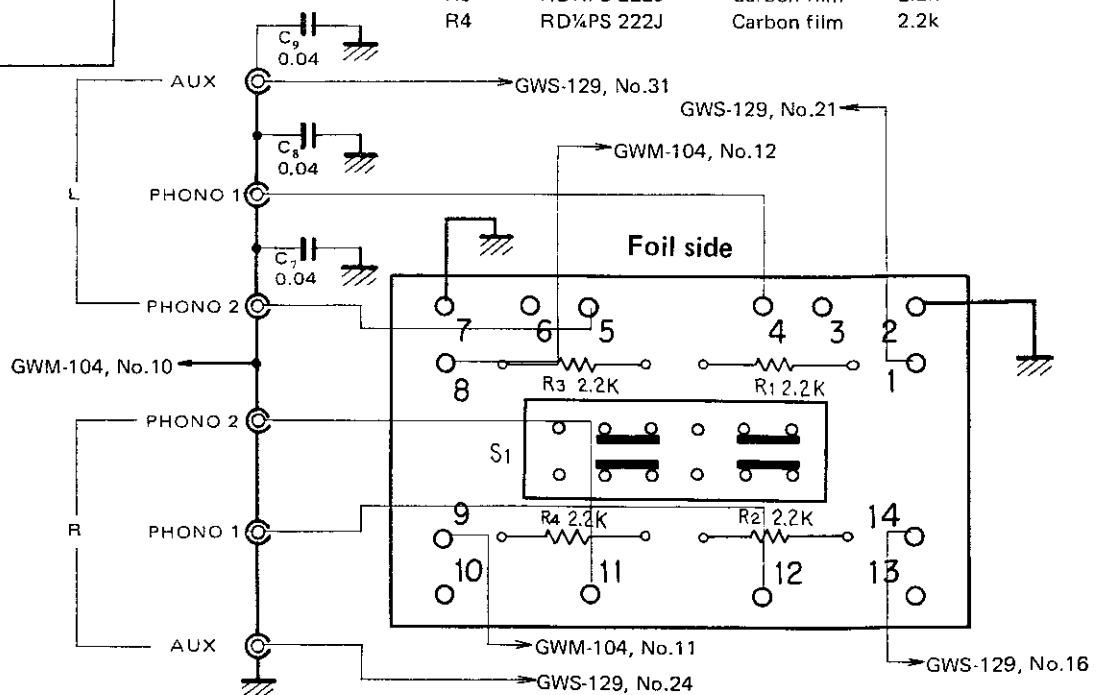 R4 RD¼PS 222J Carbon film 2.2k
C9
0.04
AUX
GWS-129, No.31
GWS-129, No.21
C8
0.04
GWM-104, No.12
L
PHONO 1
C7
0.04
Foil side
PHONO 2
7 6 5 4 3 2
GWM-104, No.10
8 R3 2.2K R1 2.2K 1
PHONO 2
S1
R
PHONO 1
9 R4 2.2K R2 2.2K 14
10 11 12 13
AUX
GWM-104, No.11
GWS-129, No.16
GWS-129, No.24